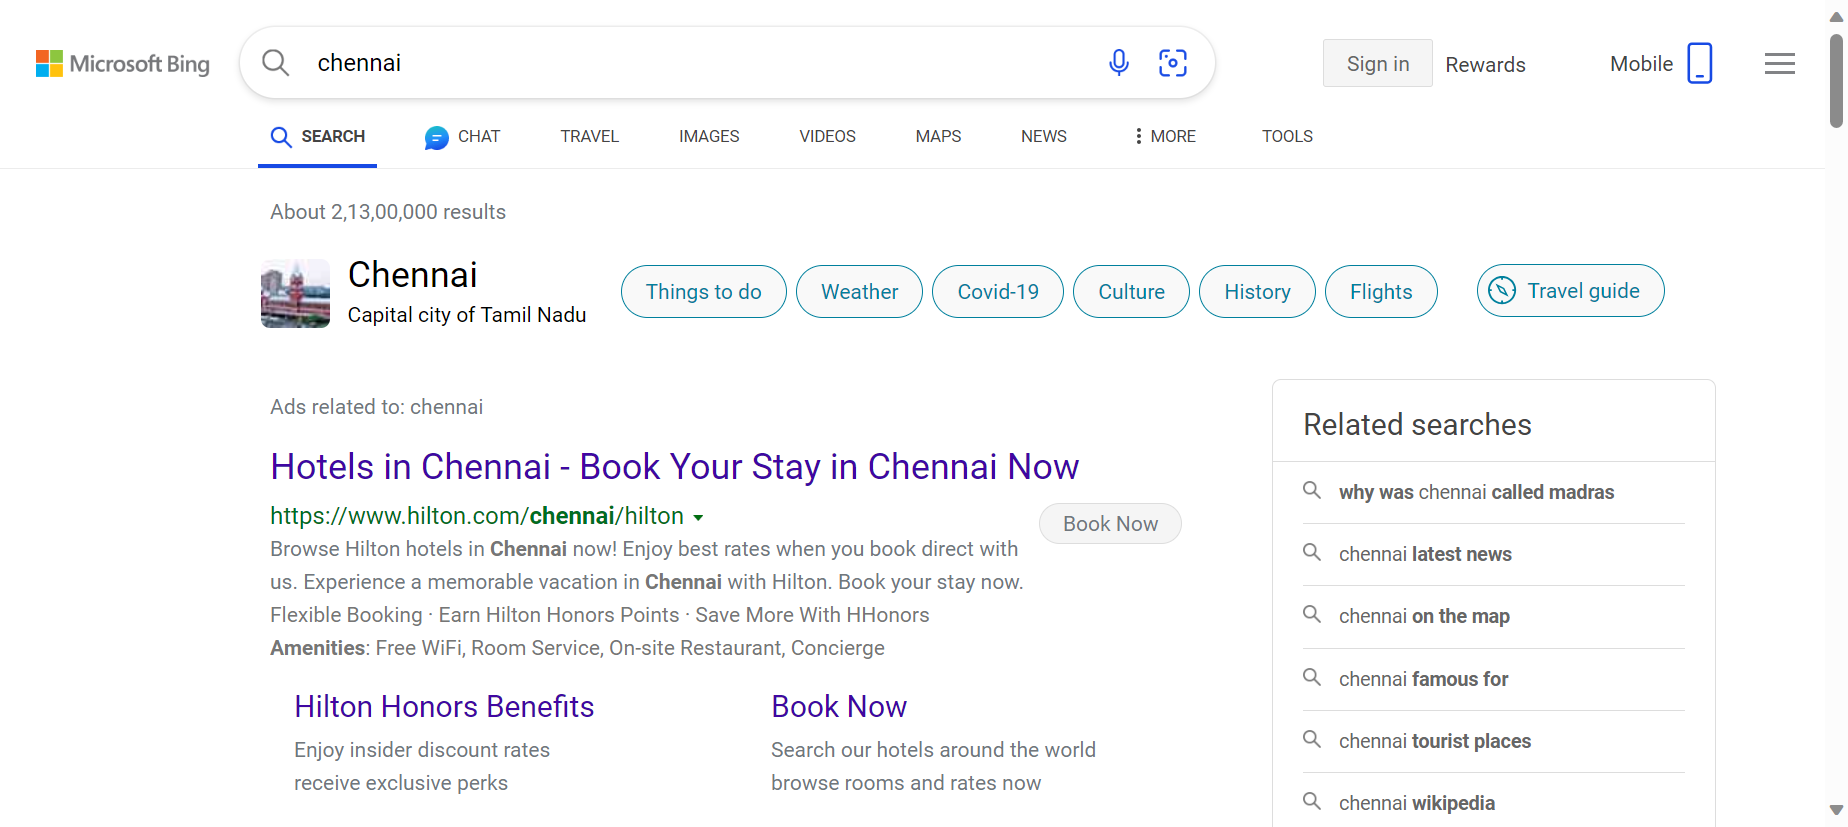 Microsoft Bing
chennai
Sign in
Rewards
Mobile
SEARCH
CHAT
TRAVEL
IMAGES
VIDEOS
MAPS
NEWS
MORE
TOOLS
About 2,13,00,000 results
Chennai
Capital city of Tamil Nadu
Things to do
Weather
Covid-19
Culture
History
Flights
Travel guide
Ads related to: chennai
Hotels in Chennai - Book Your Stay in Chennai Now
https://www.hilton.com/chennai/hilton
Book Now
Browse Hilton hotels in Chennai now! Enjoy best rates when you book direct with
us. Experience a memorable vacation in Chennai with Hilton. Book your stay now.
Flexible Booking · Earn Hilton Honors Points · Save More With HHonors
Amenities: Free WiFi, Room Service, On-site Restaurant, Concierge
Hilton Honors Benefits
Enjoy insider discount rates
receive exclusive perks
Book Now
Search our hotels around the world
browse rooms and rates now
Related searches
why was chennai called madras
chennai latest news
chennai on the map
chennai famous for
chennai tourist places
chennai wikipedia